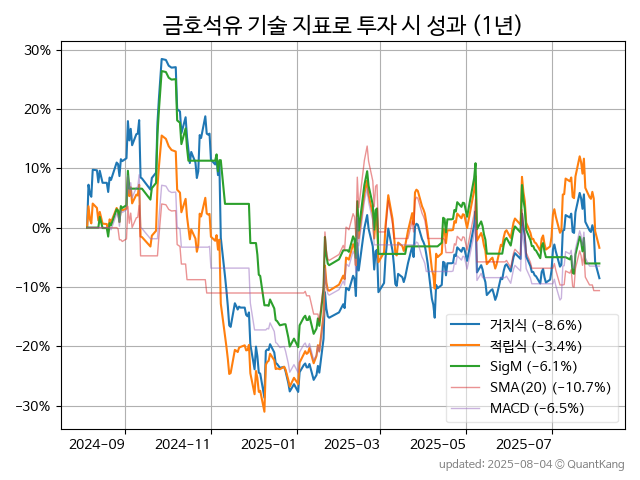 금호석유 기술 지표로 투자 시 성과 (1년)
30%
20%
10%
0%
−10%
−20%
−30%
거치식 (−8.6%)
적립식 (−3.4%)
SigM (−6.1%)
SMA(20) (−10.7%)
MACD (−6.5%)
2024-09 2024-11 2025-01 2025-03 2025-05 2025-07
updated: 2025-08-04 © QuantKang